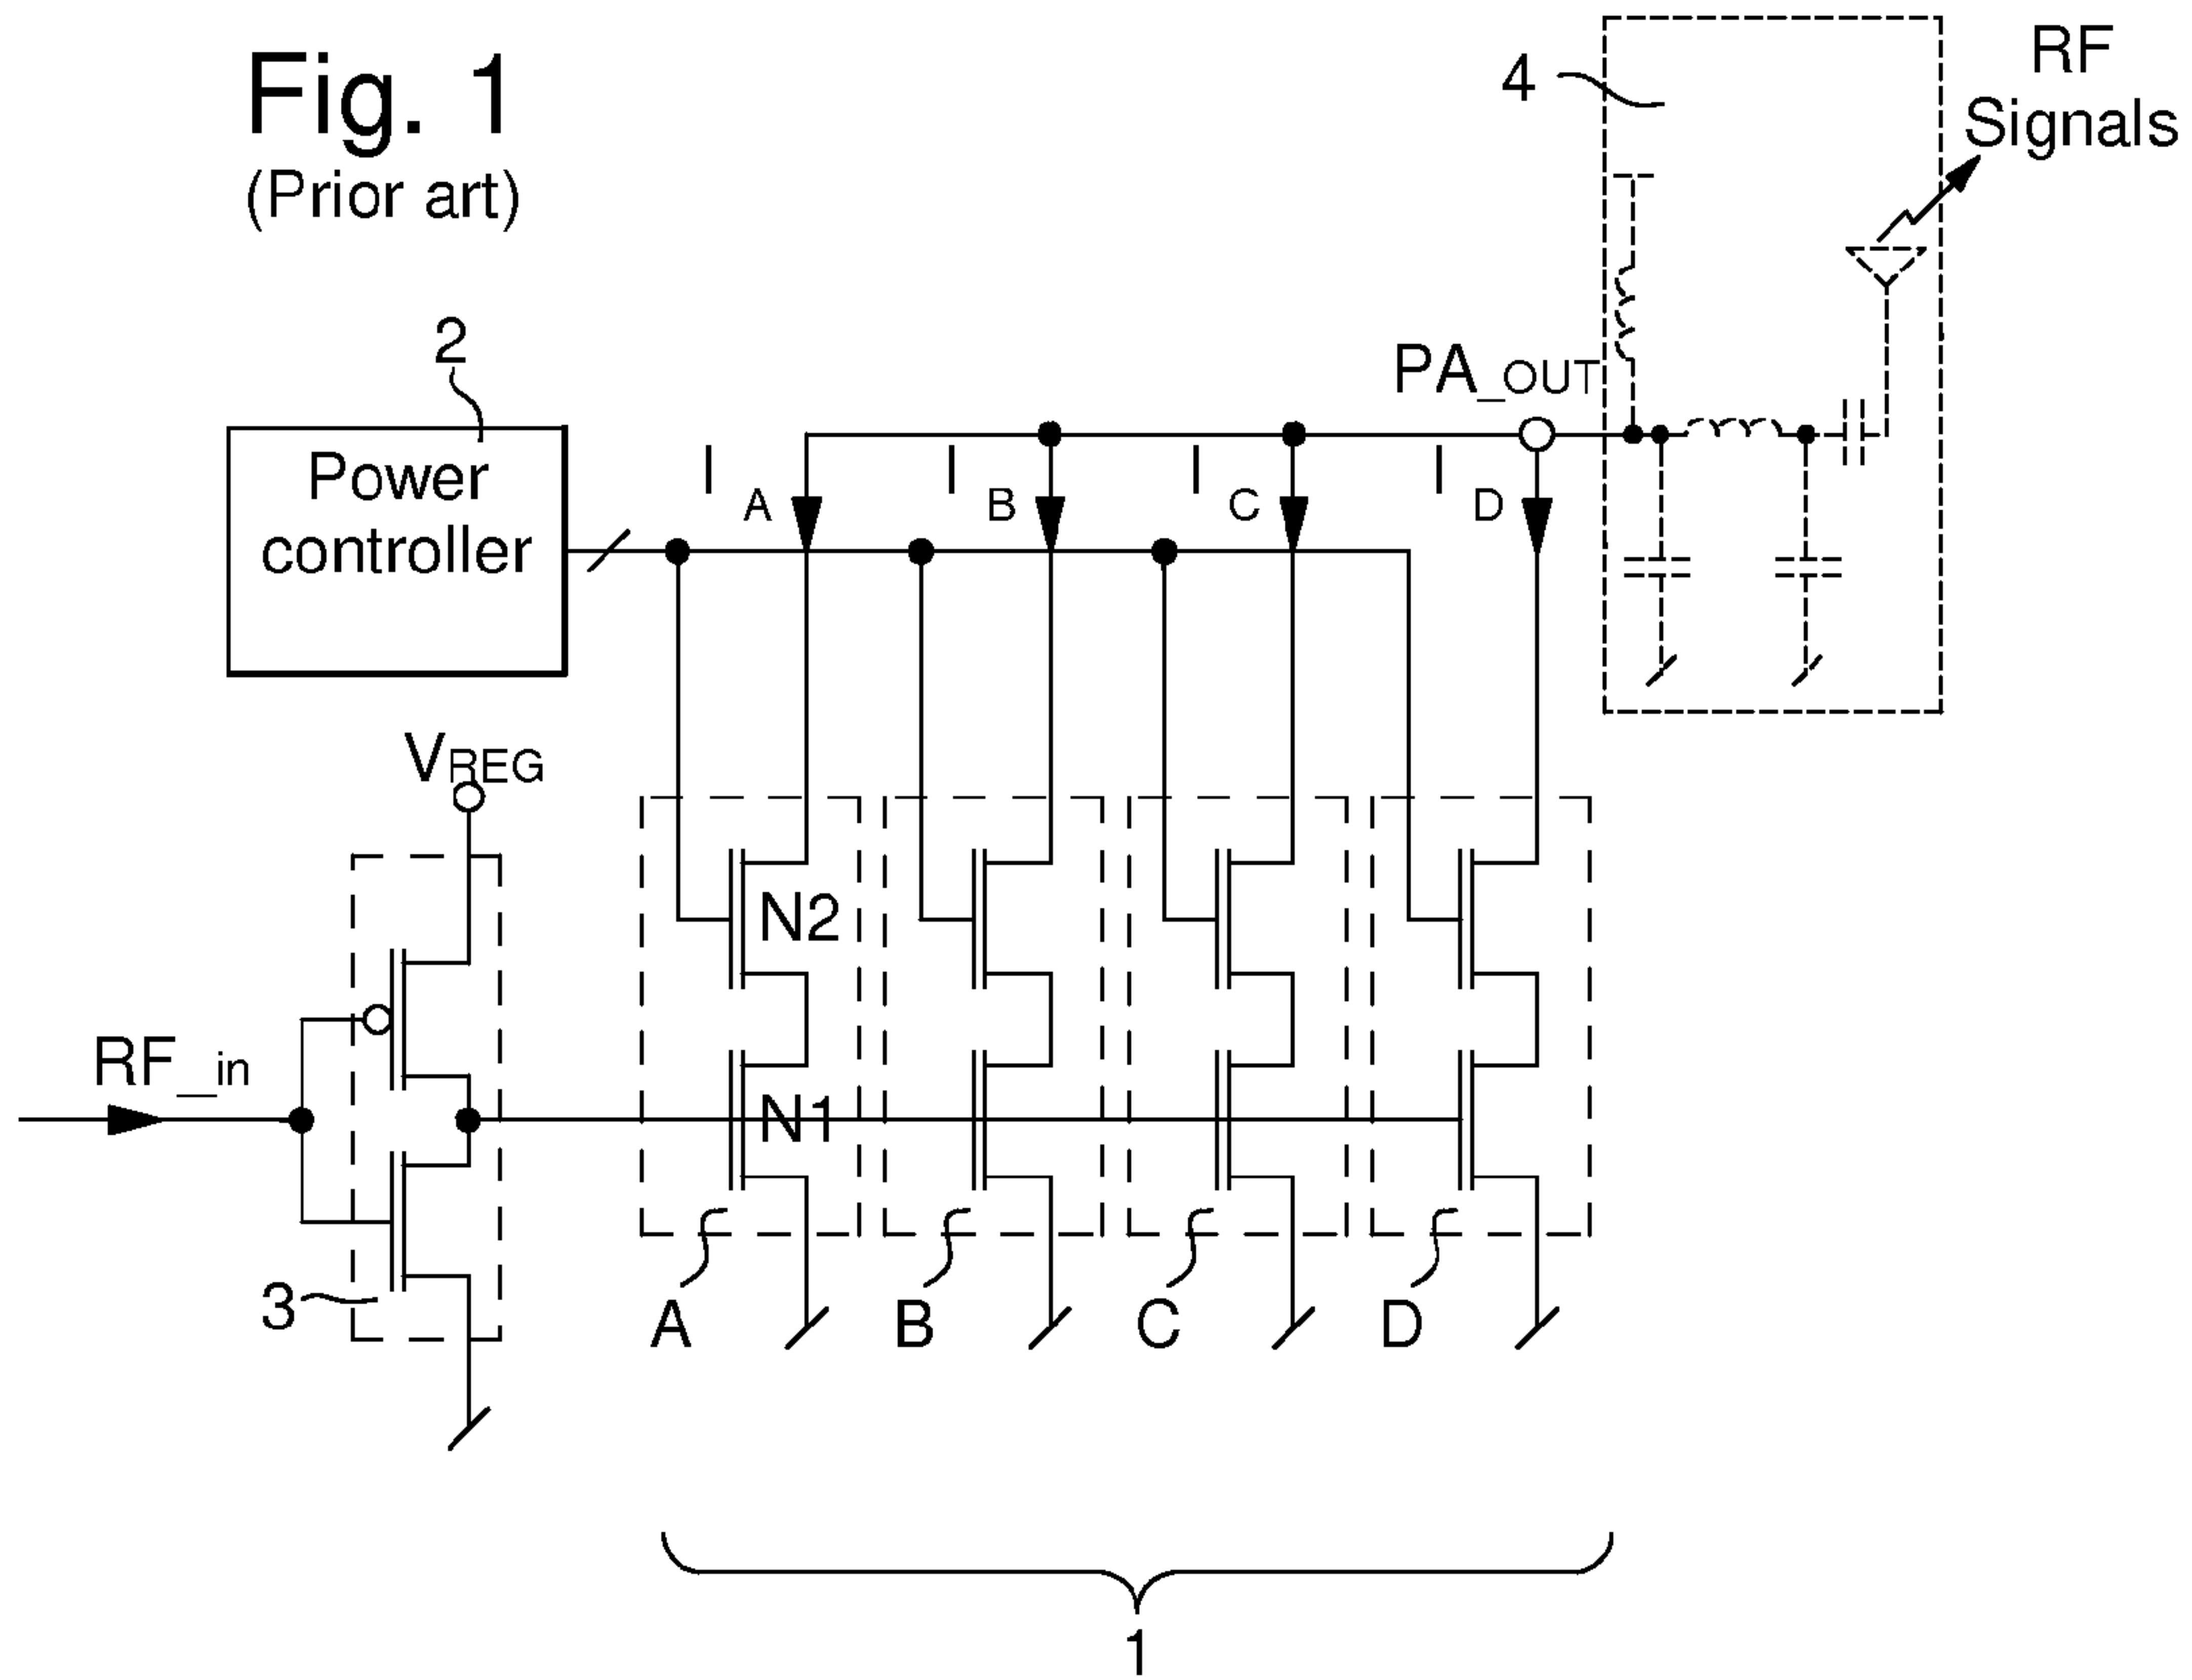 Fig. 1
(Prior art)
4
RF
Signals
2
PA_OUT
Power
controller
I A
I B
I C
I D
VREG
N2
RF_in
N1
3
A
B
C
D
1